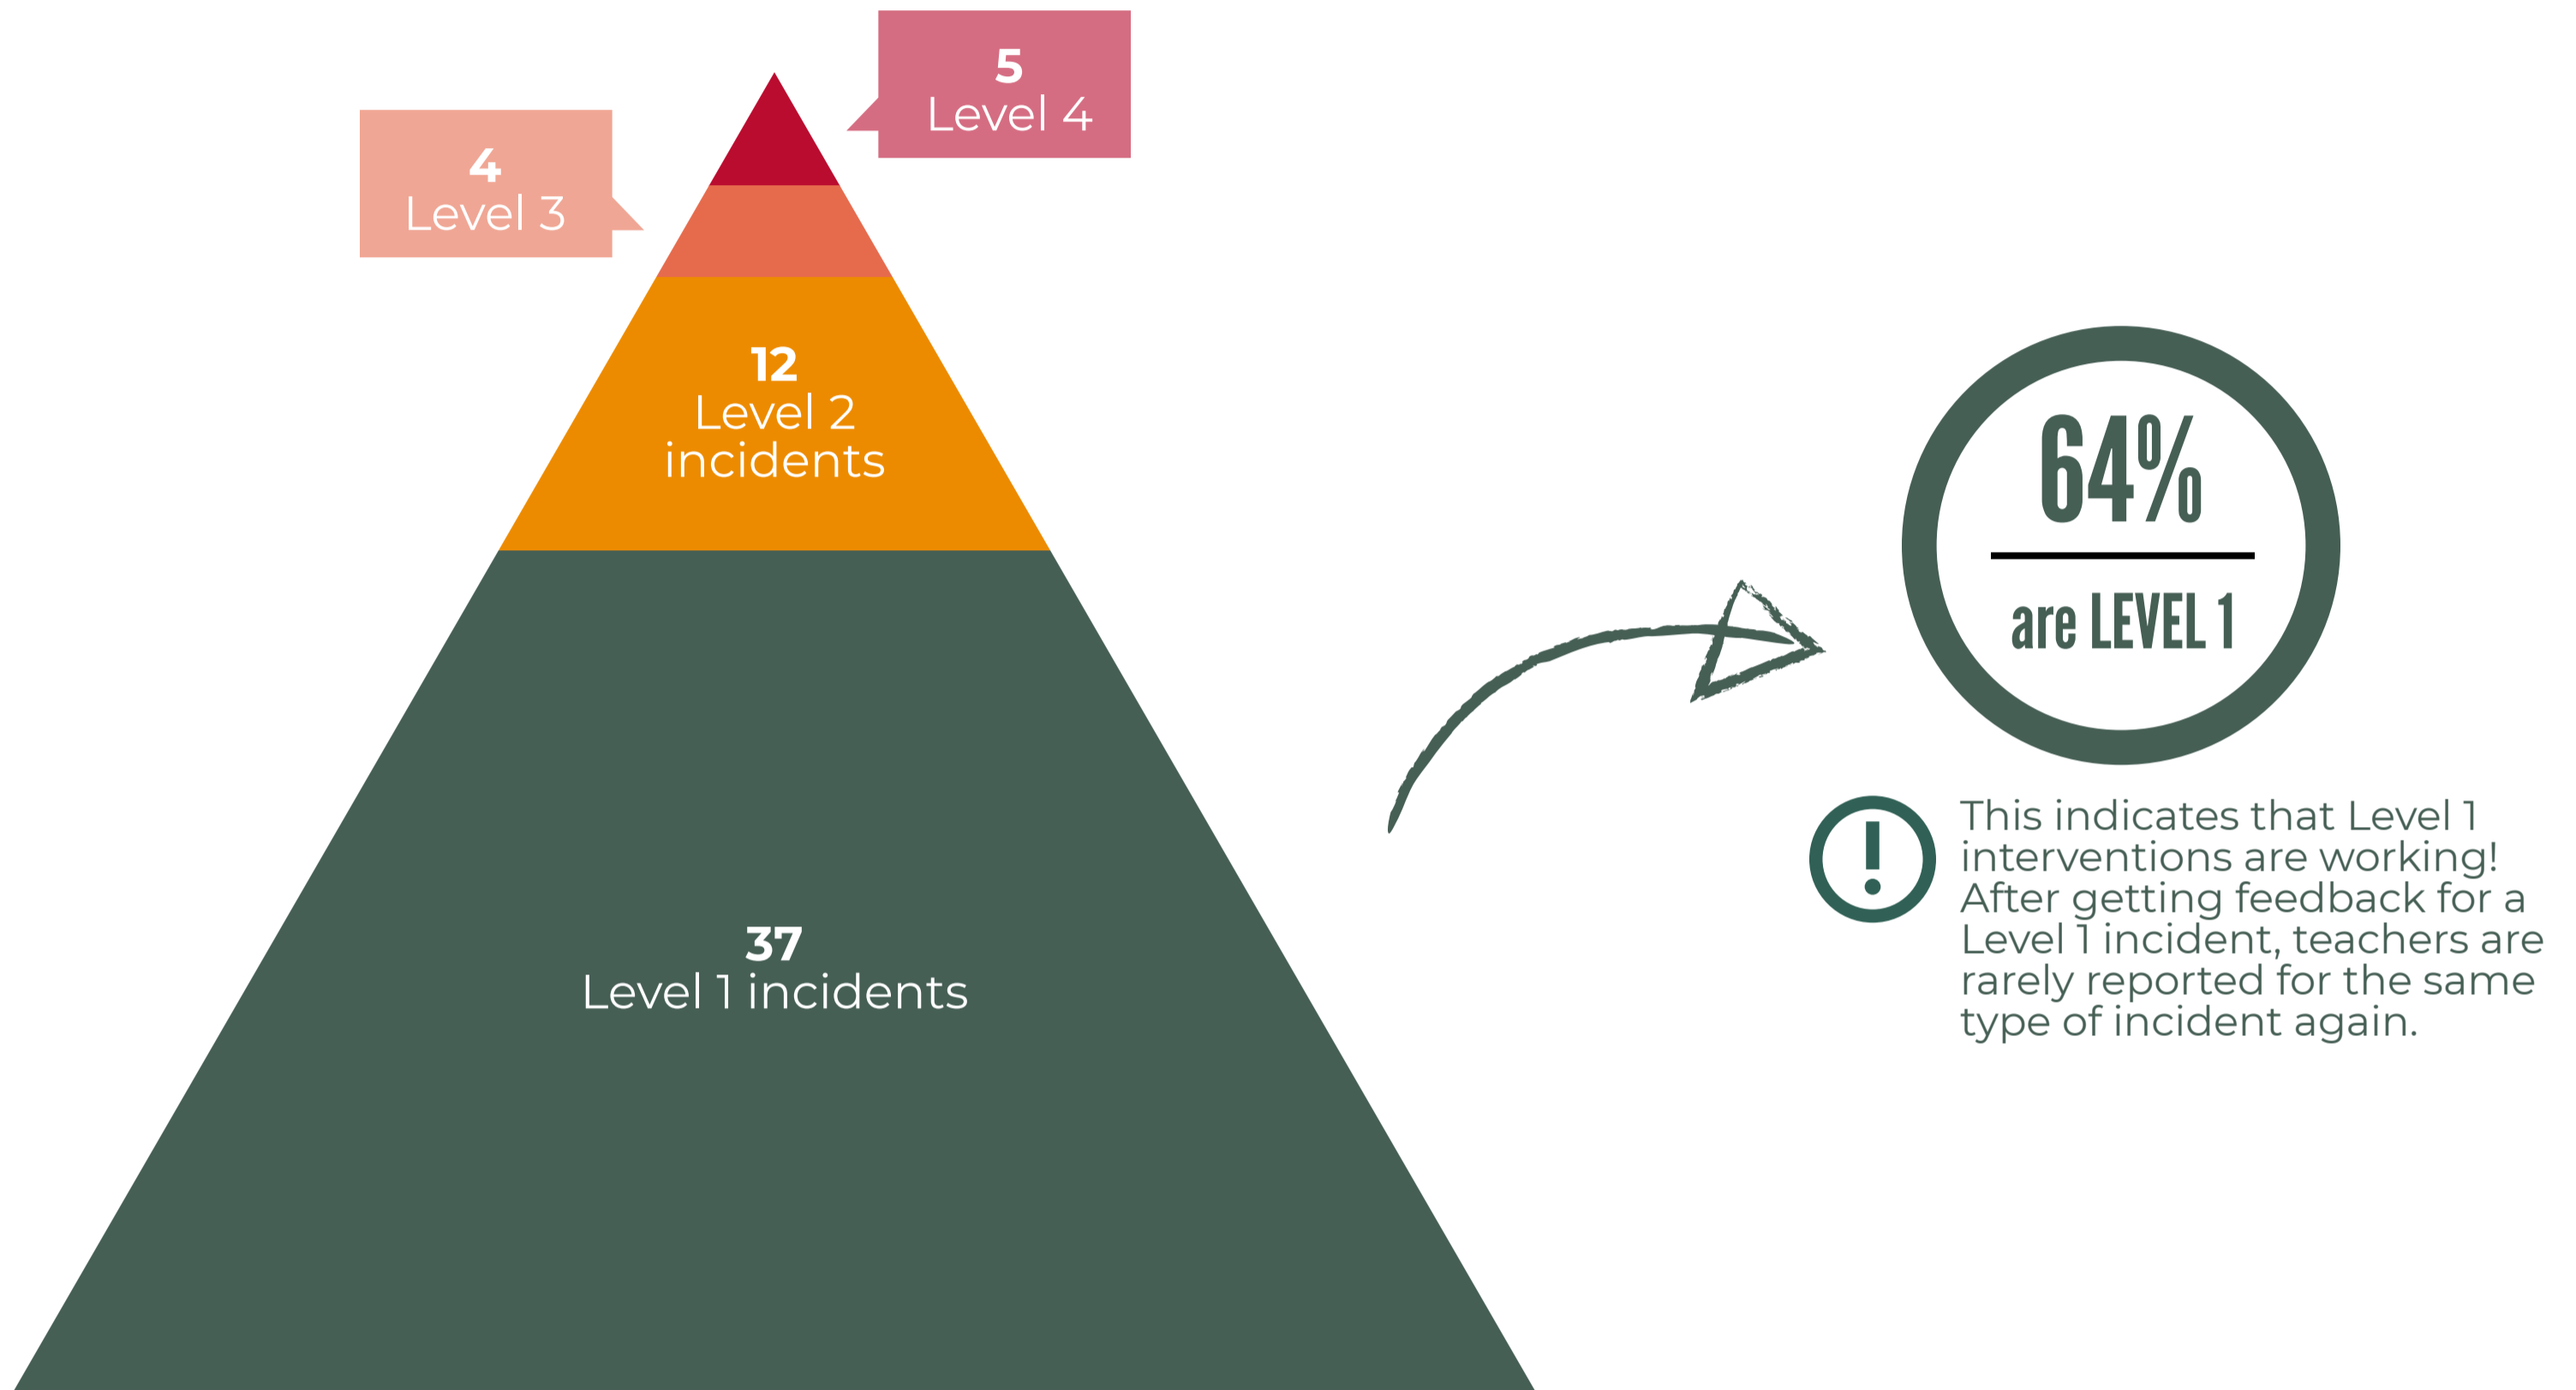 5
Level 4
4
Level 3
12
Level 2
incidents
37
Level 1 incidents
64%
are LEVEL 1
!
This indicates that Level 1
interventions are working!
After getting feedback for a
Level 1 incident, teachers are
rarely reported for the same
type of incident again.